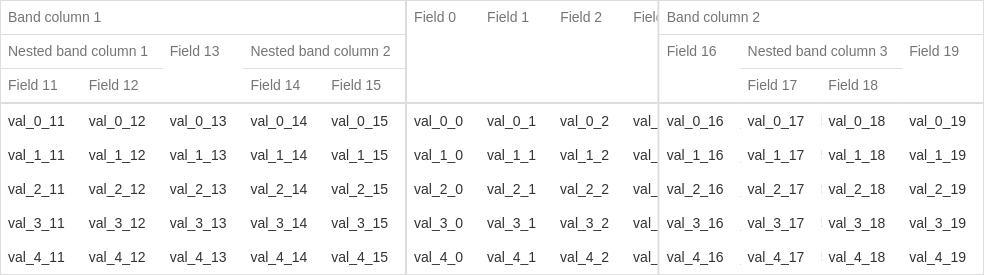 Band column 1 Field 0 Field 1 Field 2 Band column 2
Nested band column 1 Field 13 Nested band column 2 Field 16 Nested band column 3 Field 19
Field 11 Field 12 Field 14 Field 15 Field 17 Field 18
val_0_11 val_0_12 val_0_13 val_0_14 val_0_15 val_0_0 val_0_1 val_0_2 val_ val_0_16 val_0_17 val_0_18 val_0_19
val_1_11 val_1_12 val_1_13 val_1_14 val_1_15 val_1_0 val_1_1 val_1_2 val_ val_1_16 val_1_17 val_1_18 val_1_19
val_2_11 val_2_12 val_2_13 val_2_14 val_2_15 val_2_0 val_2_1 val_2_2 val_ val_2_16 val_2_17 val_2_18 val_2_19
val_3_11 val_3_12 val_3_13 val_3_14 val_3_15 val_3_0 val_3_1 val_3_2 val_ val_3_16 val_3_17 val_3_18 val_3_19
val_4_11 val_4_12 val_4_13 val_4_14 val_4_15 val_4_0 val_4_1 val_4_2 val_ val_4_16 val_4_17 val_4_18 val_4_19